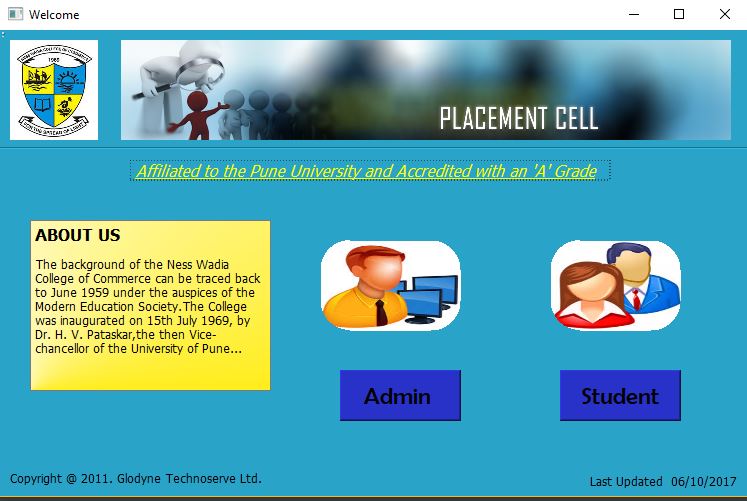 Welcome
1969
PLACEMENT CELL
Affiliated to the Pune University and Accredited with an 'A' Grade
ABOUT US
The background of the Ness Wadia
College of Commerce can be traced back
to June 1959 under the auspices of the
Modern Education Society.The College
was inaugurated on 15th July 1969, by
Dr. H. V. Pataskar,the then Vice-
chancellor of the University of Pune...
Admin
Student
Copyright @ 2011. Glodyne Technoserve Ltd.
Last Updated 06/10/2017